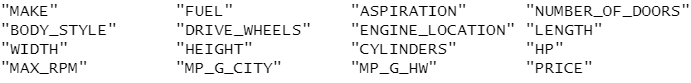 "MAKE" "FUEL" "ASPIRATION" "NUMBER_OF_DOORS"
"BODY_STYLE" "DRIVE_WHEELS" "ENGINE_LOCATION" "LENGTH"
"WIDTH" "HEIGHT" "CYLINDERS" "HP"
"MAX_RPM" "MP_G_CITY" "MP_G_HW" "PRICE"